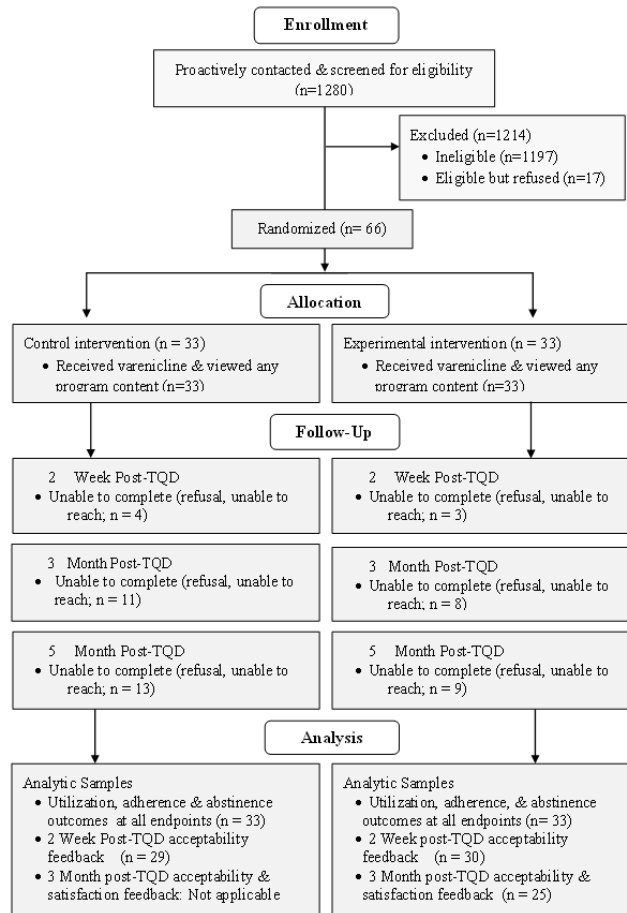 Enrollment
Proactively contacted & screened for eligibility
(n=1280)
Excluded (n=1214)
• Ineligible (n=1197)
• Eligible but refused (n=17)
Randomized (n= 66)
Allocation
Control intervention (n = 33)
• Received varenicline & viewed any
program content (n=33)
Experimental intervention (n = 33)
• Received varenicline & viewed any
program content (n=33)
Follow-Up
2 Week Post-TQD
• Unable to complete (refusal, unable to
reach; n = 4)
2 Week Post-TQD
• Unable to complete (refusal, unable to
reach; n = 3)
3 Month Post-TQD
• Unable to complete (refusal, unable to
reach; n = 11)
3 Month Post-TQD
• Unable to complete (refusal, unable to
reach; n = 8)
5 Month Post-TQD
• Unable to complete (refusal, unable to
reach; n = 13)
5 Month Post-TQD
• Unable to complete (refusal, unable to
reach; n = 9)
Analysis
Analytic Samples
• Utilization, adherence & abstinence
outcomes at all endpoints (n = 33)
• 2 Week Post-TQD acceptability
feedback (n = 29)
• 3 Month post-TQD acceptability &
satisfaction feedback: Not applicable
Analytic Samples
• Utilization, adherence, & abstinence
outcomes at all endpoints (n = 33)
• 2 Week post-TQD acceptability
feedback (n = 30)
• 3 Month post-TQD acceptability &
satisfaction feedback (n = 25)